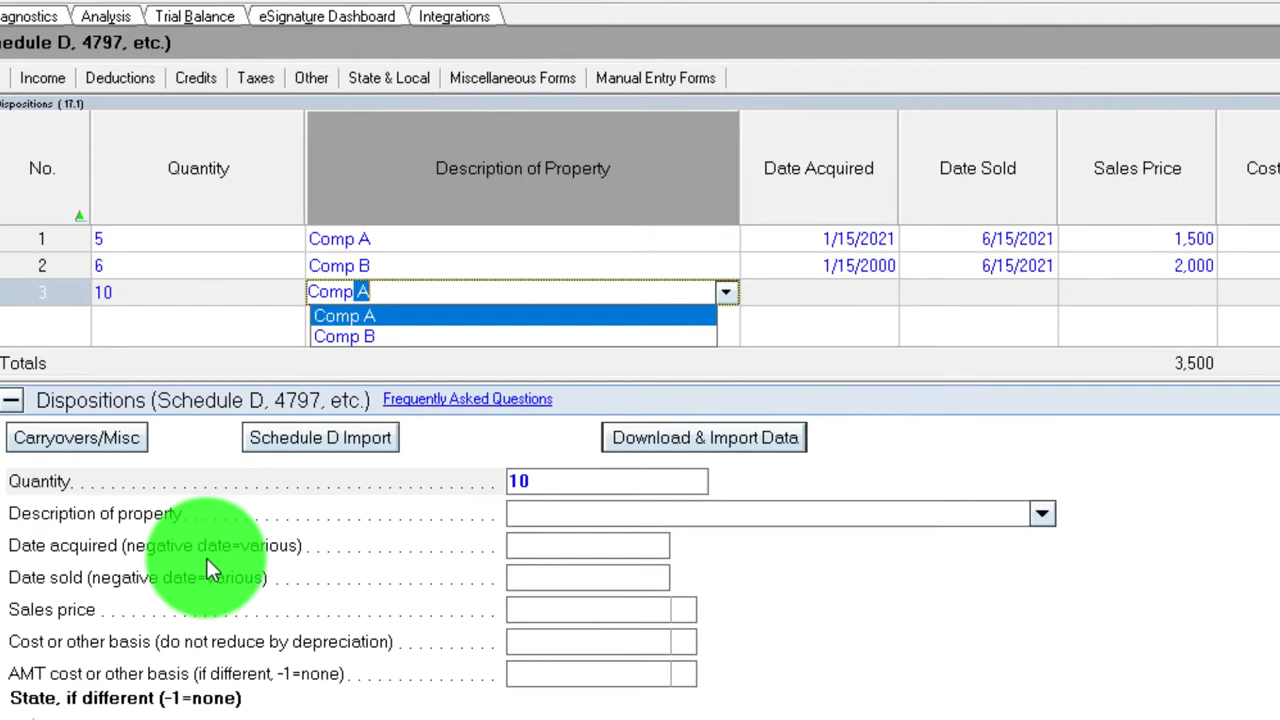 agnostics Analysis Trial Balance eSignature Dashboard Integrations
edule D, 4797, etc.)
Income Deductions Credits Taxes Other State & Local Miscellaneous Forms Manual Entry Forms
Dispositions (17.1)
No. Quantity Description of Property Date Acquired Date Sold Sales Price Cost
1 5 Comp A 1/15/2021 6/15/2021 1,500
2 6 Comp B 1/15/2000 6/15/2021 2,000
3 10 Comp A
Comp A
Comp B
Totals 3,500
Dispositions (Schedule D, 4797, etc.) Frequently Asked Questions
Carryovers/Misc Schedule D Import Download & Import Data
Quantity 10
Description of property
Date acquired (negative date=various)
Date sold (negative date=various)
Sales price
Cost or other basis (do not reduce by depreciation)
AMT cost or other basis (if different, -1=none)
State, if different (-1=none)